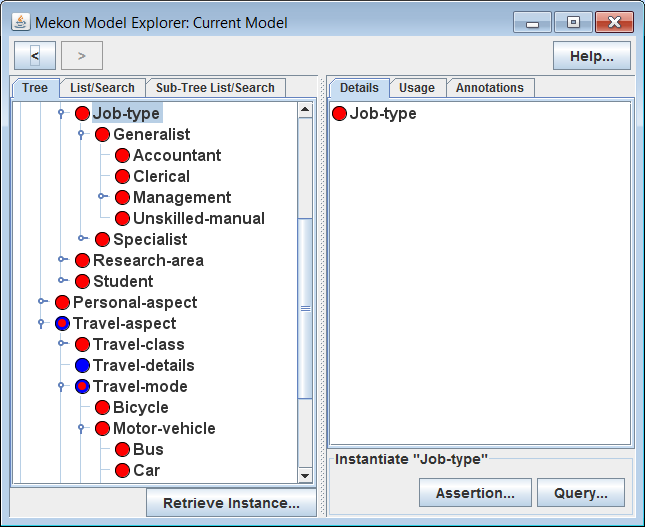 Mekon Model Explorer: Current Model
< > Help...
Tree List/Search Sub-Tree List/Search Details Usage Annotations
Job-type
Generalist
Accountant
Clerical
Management
Unskilled-manual
Specialist
Research-area
Student
Personal-aspect
Travel-aspect
Travel-class
Travel-details
Travel-mode
Bicycle
Motor-vehicle
Bus
Car
Retrieve Instance...
Job-type
Instantiate "Job-type"
Assertion... Query...